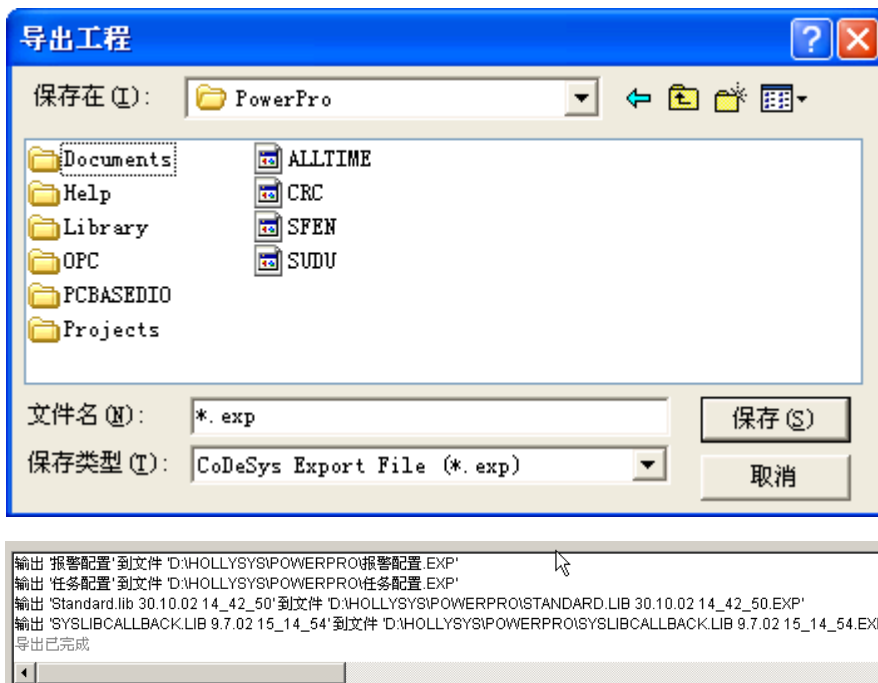 导出工程
保存在(I): PowerPro
Documents ALLTIME
Help CRC
Library SFEN
OPC SUDU
PCBASEDIO
Projects
文件名(N): *.exp 保存(S)
保存类型(T): CoDeSys Export File (*.exp) 取消
输出 '报警配置' 到文件 'D:\HOLLYSYS\POWERPRO\报警配置.EXP'
输出 '任务配置' 到文件 'D:\HOLLYSYS\POWERPRO\任务配置.EXP'
输出 'Standard.lib 30.10.02 14_42_50' 到文件 'D:\HOLLYSYS\POWERPRO\STANDARD.LIB 30.10.02 14_42_50.EXP'
输出 'SYSLIBCALLBACK.LIB 9.7.02 15_14_54' 到文件 'D:\HOLLYSYS\POWERPRO\SYSLIBCALLBACK.LIB 9.7.02 15_14_54.EX
导出已完成